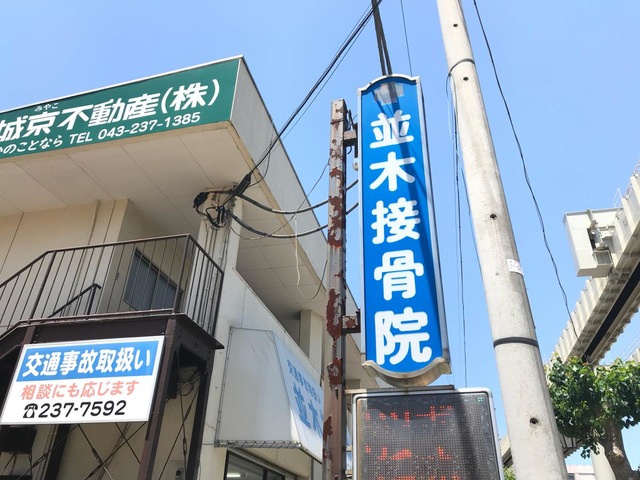 みやこ
城京不動産(株)
のことなら TEL 043-237-1385
並木接骨院
交通事故取扱い
相談にも応じます
☎237-7592